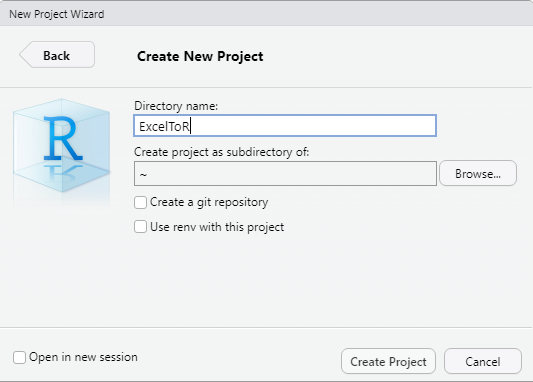 New Project Wizard
Back
Create New Project
R
Directory name:
ExcelToR
Create project as subdirectory of:
~
Browse...
Create a git repository
Use renv with this project
Open in new session
Create Project
Cancel